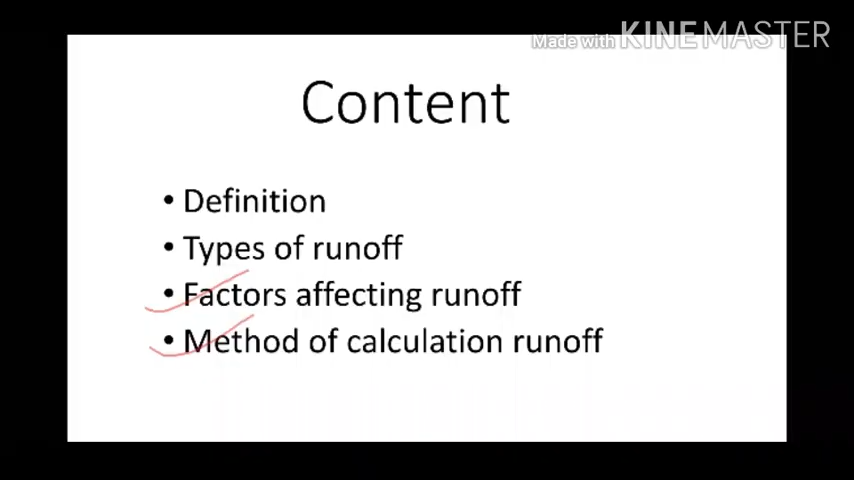 Made with KINEMASTER
Content
• Definition
• Types of runoff
• Factors affecting runoff
• Method of calculation runoff